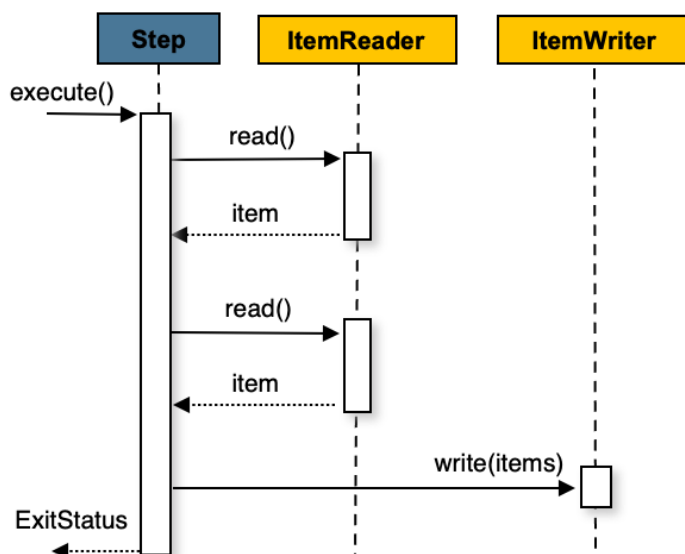 Step
ItemReader
ItemWriter
execute()
read()
item
read()
item
write(items)
ExitStatus